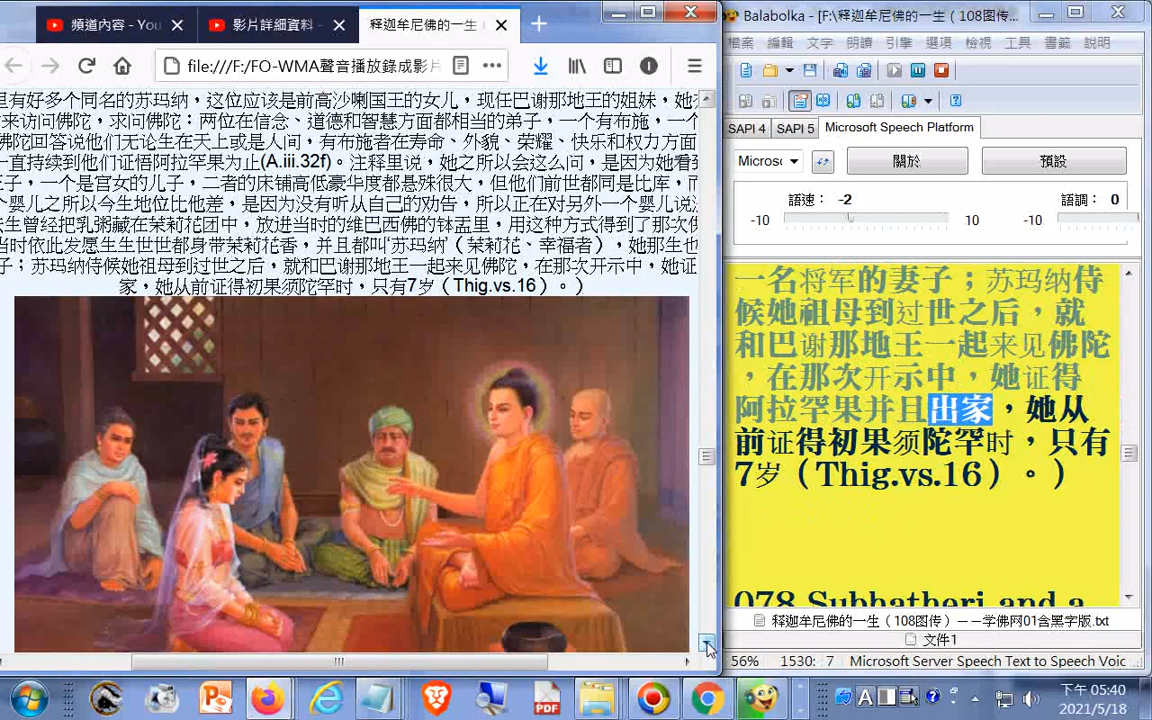 頻道內容 - You
影片詳細資料 -
释迦牟尼佛的一生
file:///F:/FO-WMA聲音播放錄成影片
里有好多个同名的苏玛纳，这位应该是前高沙喇国王的女儿，现任巴谢那地王的姐妹，她
来访问佛陀，求问佛陀：两位在信念、道德和智慧方面都相当的弟子，一个有布施，一个
佛陀回答说他们无论生在天上或是人间，有布施者在寿命、外貌、荣耀、快乐和权力方面
一直持续到他们证悟阿拉罕果为止(A.iii.32f)。注释里说，她之所以会这么问，是因为她看到
王子，一个是宫女的儿子，二者的床铺高低豪华度都悬殊很大，但他们前世都同是比库，而
个婴儿之所以今生地位比他差，是因为没有听从自己的劝告，所以正在对另外一个婴儿说
生曾经把乳粥藏在茉莉花团中，放进当时的维巴西佛的钵盂里，用这种方式得到了那次佛
当时依此发愿生生世世都身带茉莉花香，并且都叫‘苏玛纳’（茉莉花、幸福者），她那生也
子；苏玛纳侍候她祖母到过世之后，就和巴谢那地王一起来见佛陀，在那次开示中，她证
家，她从前证得初果须陀罕时，只有7岁（Thig.vs.16）。）
Balabolka - [F:\释迦牟尼佛的一生（108图传）...
檔案 編輯 文字 朗讀 引擎 選項 檢視 工具 書籤 說明
SAPI 4 SAPI 5 Microsoft Speech Platform
Micros 關於 預設
語速： -2 語調： 0
-10 10 -10
一名将军的妻子；苏玛纳侍
候她祖母到过世之后，就
和巴谢那地王一起来见佛陀
，在那次开示中，她证得
阿拉罕果并且出家，她从
前证得初果须陀罕时，只有
7岁（Thig.vs.16）。）
078 Subhatheri and a
释迦牟尼佛的一生（108图传）——学佛网01含黑字版.txt
文件1
56% 1530: 7 Microsoft Server Speech Text to Speech Voic
PDF
A
下午 05:40
2021/5/18